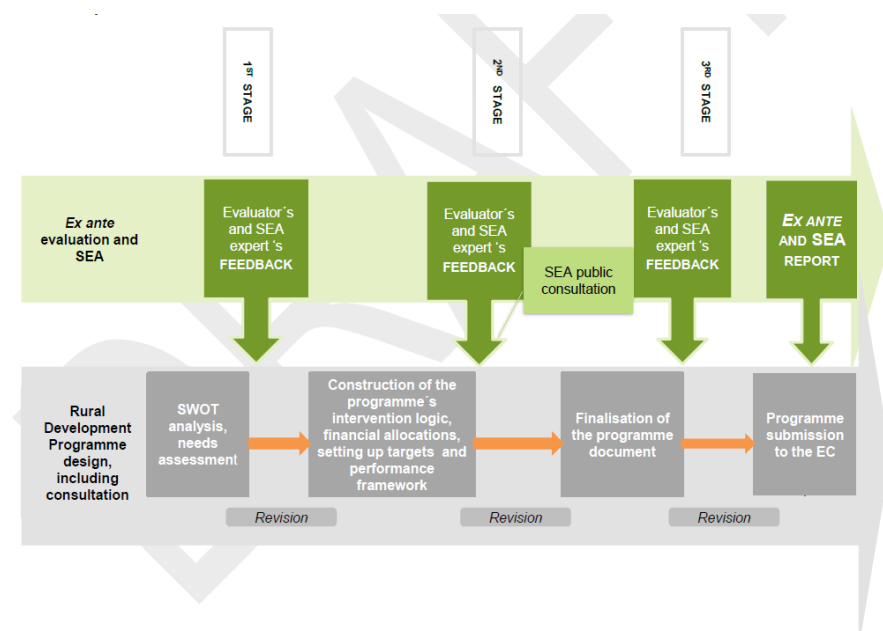 1ST STAGE
2ND STAGE
3RD STAGE
Ex ante
evaluation and
SEA
Evaluator´s
and SEA
expert ´s
FEEDBACK
Evaluator´s
and SEA
expert ´s
FEEDBACK
SEA public
consultation
Evaluator´s
and SEA
expert ´s
FEEDBACK
EX ANTE
AND SEA
REPORT
Rural
Development
Programme
design,
including
consultation
SWOT
analysis,
needs
assessment
Construction of the
programme´s
intervention logic,
financial allocations,
setting up targets and
performance
framework
Finalisation of
the programme
document
Programme
submission
to the EC
Revision
Revision
Revision